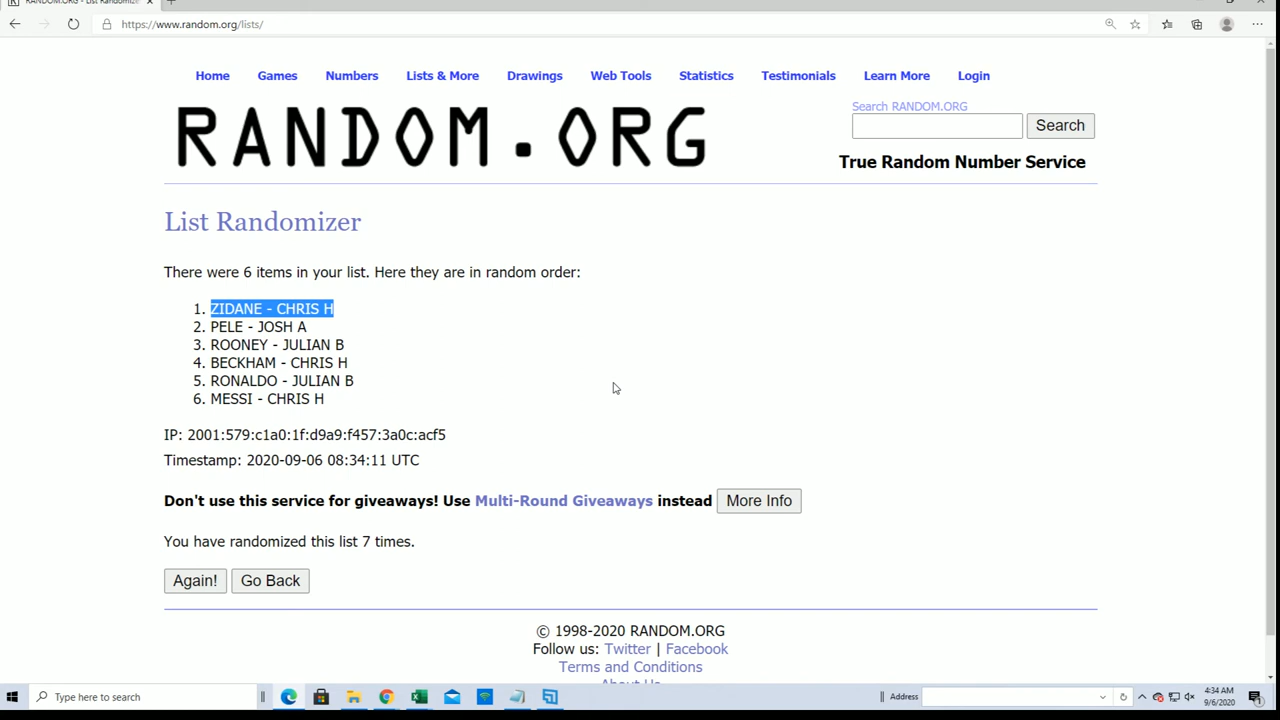 RANDOM.ORG - List Randomizer
https://www.random.org/lists/
Home Games Numbers Lists & More Drawings Web Tools Statistics Testimonials Learn More Login
RANDOM.ORG
Search RANDOM.ORG
Search
True Random Number Service
List Randomizer
There were 6 items in your list. Here they are in random order:
1. ZIDANE - CHRIS H
2. PELE - JOSH A
3. ROONEY - JULIAN B
4. BECKHAM - CHRIS H
5. RONALDO - JULIAN B
6. MESSI - CHRIS H
IP: 2001:579:c1a0:1f:d9a9:f457:3a0c:acf5
Timestamp: 2020-09-06 08:34:11 UTC
Don't use this service for giveaways! Use Multi-Round Giveaways instead More Info
You have randomized this list 7 times.
Again! Go Back
© 1998-2020 RANDOM.ORG
Follow us: Twitter | Facebook
Terms and Conditions
About Us
Type here to search
Address
4:34 AM
9/6/2020